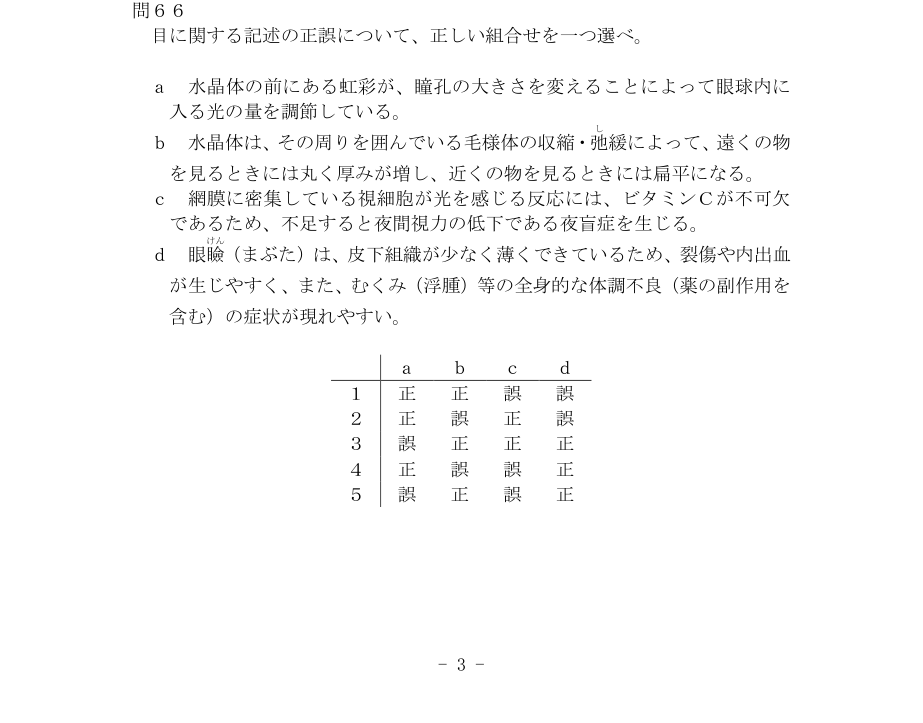 問６６
目に関する記述の正誤について、正しい組合せを一つ選べ。
ａ　水晶体の前にある虹彩が、瞳孔の大きさを変えることによって眼球内に
入る光の量を調節している。
し
ｂ　水晶体は、その周りを囲んでいる毛様体の収縮・弛緩によって、遠くの物
を見るときには丸く厚みが増し、近くの物を見るときには扁平になる。
ｃ　網膜に密集している視細胞が光を感じる反応には、ビタミンＣが不可欠
であるため、不足すると夜間視力の低下である夜盲症を生じる。
けん
ｄ　眼瞼（まぶた）は、皮下組織が少なく薄くできているため、裂傷や内出血
が生じやすく、また、むくみ（浮腫）等の全身的な体調不良（薬の副作用を
含む）の症状が現れやすい。
ａ　ｂ　ｃ　ｄ
１　正　正　誤　誤
２　正　誤　正　誤
３　誤　正　正　正
４　正　誤　誤　正
５　誤　正　誤　正
- 3 -